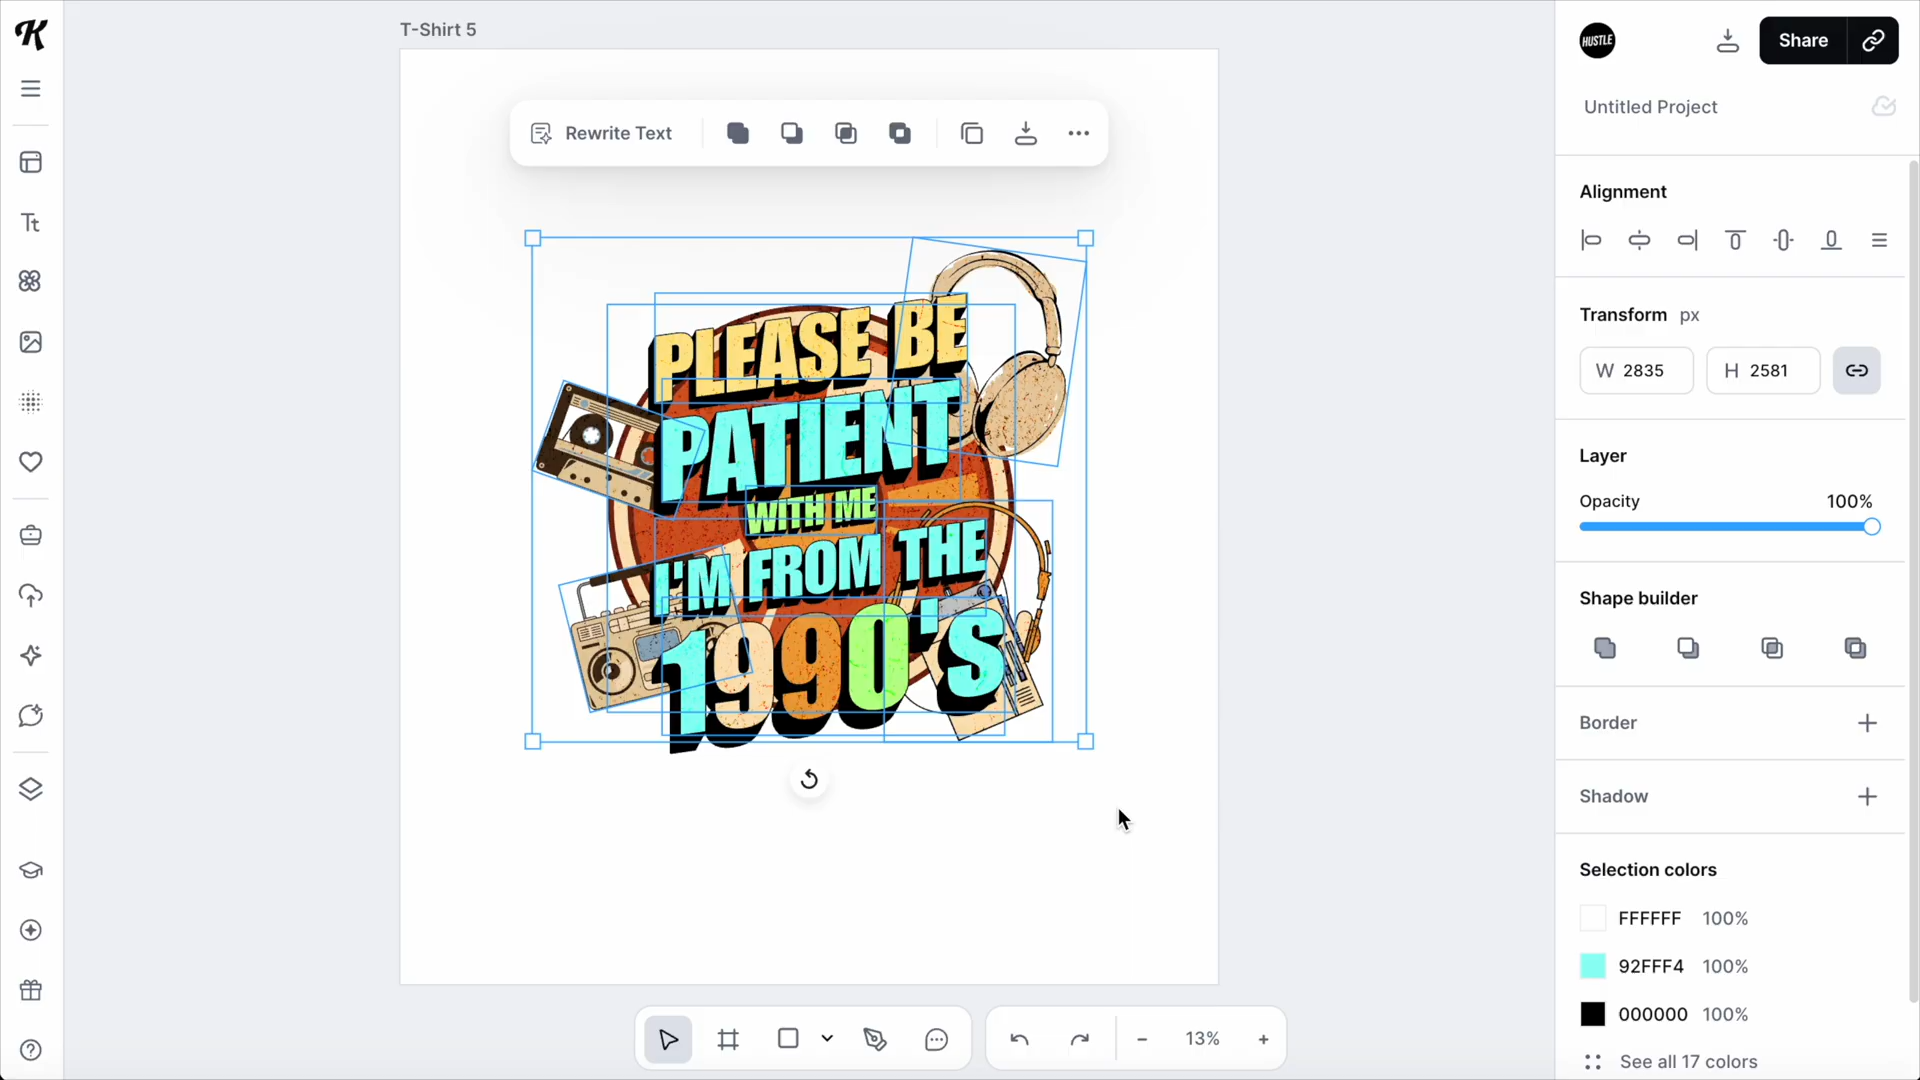 T-Shirt 5
Rewrite Text
PLEASE BE
PATIENT
WITH ME
I'M FROM THE
1990'S
13%
HUSTLE
Share
Untitled Project
Alignment
Transform px
W 2835 H 2581
Layer
Opacity 100%
Shape builder
Border
Shadow
Selection colors
FFFFFF 100%
92FFF4 100%
000000 100%
See all 17 colors